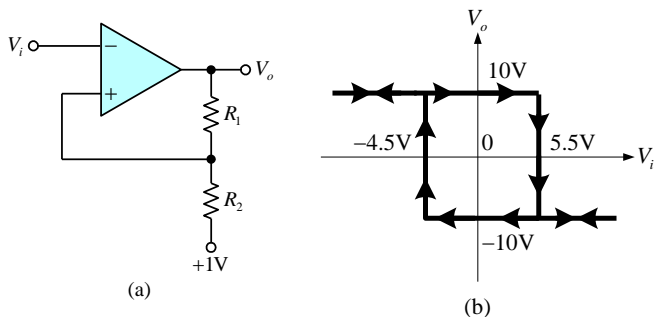 V_i
−
+
V_o
R_1
R_2
+1V
(a)
V_o
10V
−4.5V
0
5.5V
V_i
−10V
(b)